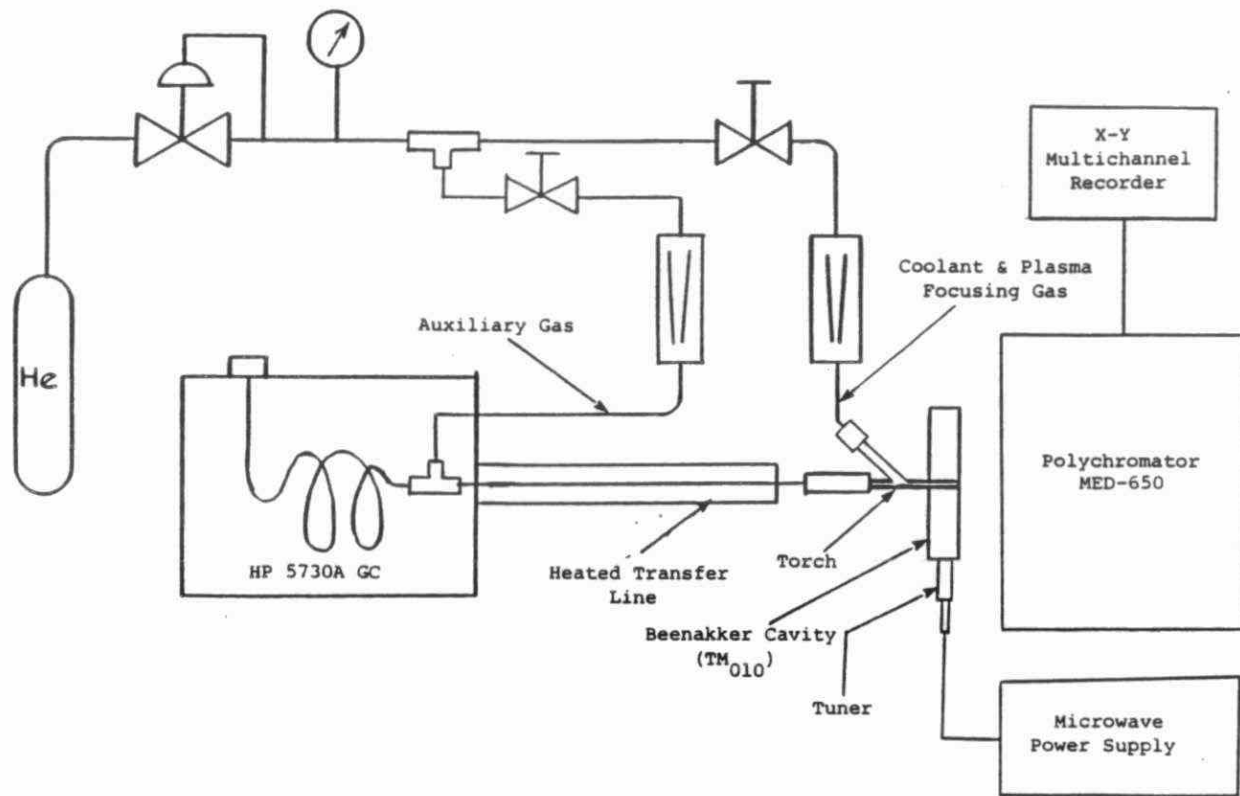 X-Y
Multichannel
Recorder
Coolant & Plasma
Focusing Gas
Auxiliary Gas
He
Polychromator
MED-650
HP 5730A GC
Heated Transfer
Line
Torch
Beenakker Cavity
(TM010)
Tuner
Microwave
Power Supply